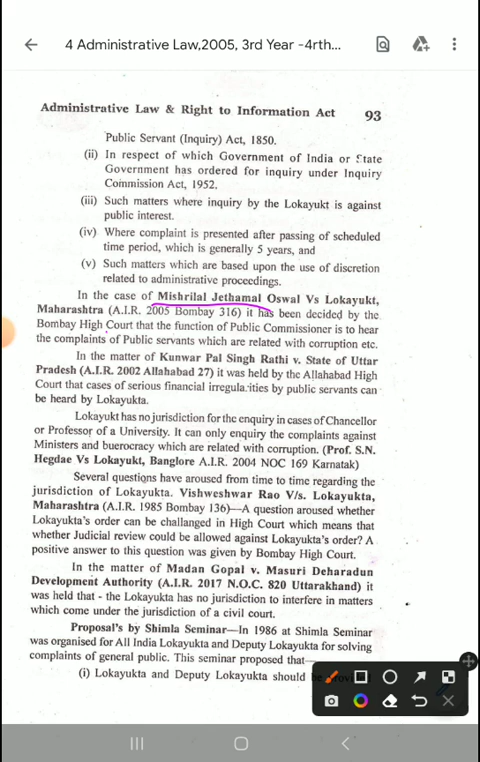 4 Administrative Law,2005, 3rd Year -4rth...
Administrative Law & Right to Information Act 93
Public Servant (Inquiry) Act, 1850.
(ii) In respect of which Government of India or State
Government has ordered for inquiry under Inquiry
Commission Act, 1952.
(iii) Such matters where inquiry by the Lokayukt is against
public interest.
(iv) Where complaint is presented after passing of scheduled
time period, which is generally 5 years, and
(v) Such matters which are based upon the use of discretion
related to administrative proceedings.
In the case of Mishrilal Jethamal Oswal Vs Lokayukt,
Maharashtra (A.I.R. 2005 Bombay 316) it has been decided by the
Bombay High Court that the function of Public Commissioner is to hear
the complaints of Public servants which are related with corruption etc.
In the matter of Kunwar Pal Singh Rathi v. State of Uttar
Pradesh (A.I.R. 2002 Allahabad 27) it was held by the Allahabad High
Court that cases of serious financial irregularities by public servants can
be heard by Lokayukta.
Lokayukt has no jurisdiction for the enquiry in cases of Chancellor
or Professor of a University. It can only enquiry the complaints against
Ministers and buerocracy which are related with corruption. (Prof. S.N.
Hegdae Vs Lokayukt, Banglore A.I.R. 2004 NOC 169 Karnatak)
Several questions have aroused from time to time regarding the
jurisdiction of Lokayukta. Vishweshwar Rao V/s. Lokayukta,
Maharashtra (A.I.R. 1985 Bombay 136)—A question aroused whether
Lokayukta's order can be challanged in High Court which means that
whether Judicial review could be allowed against Lokayukta's order? A
positive answer to this question was given by Bombay High Court.
In the matter of Madan Gopal v. Masuri Deharadun
Development Authority (A.I.R. 2017 N.O.C. 820 Uttarakhand) it
was held that - the Lokayukta has no jurisdiction to interfere in matters
which come under the jurisdiction of a civil court.
Proposal's by Shimla Seminar—In 1986 at Shimla Seminar
was organised for All India Lokayukta and Deputy Lokayukta for solving
complaints of general public. This seminar proposed that—
(i) Lokayukta and Deputy Lokayukta should